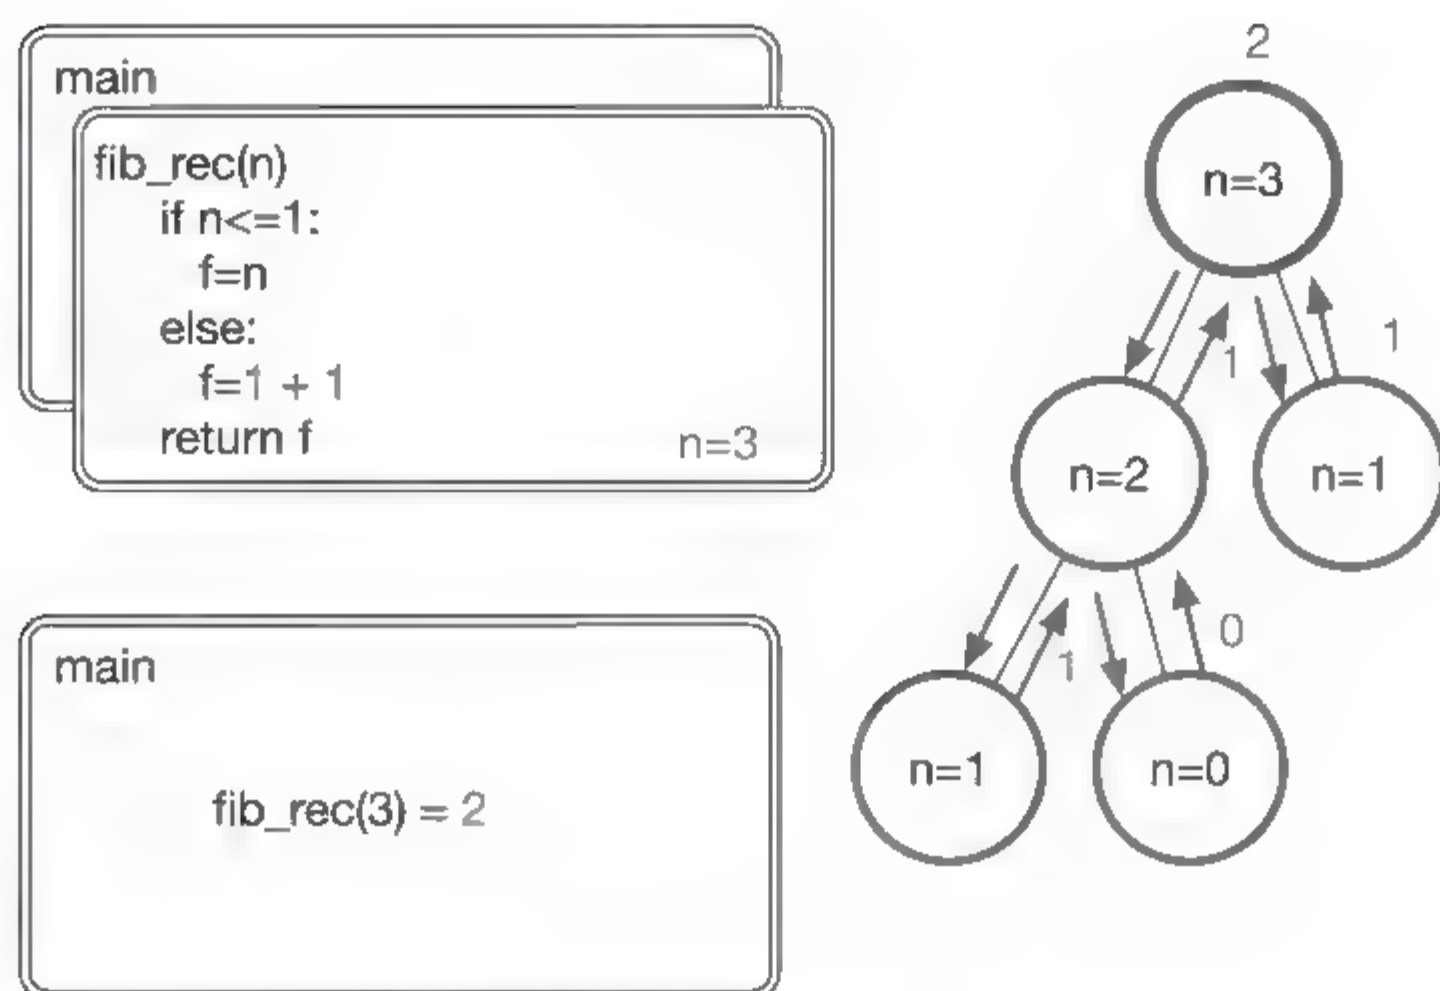 main
fib_rec(n)
if n<=1:
f=n
else:
f=1 + 1
return f
n=3
main
fib_rec(3) = 2
2
n=3
1
1
n=2
n=1
1
0
n=1
n=0